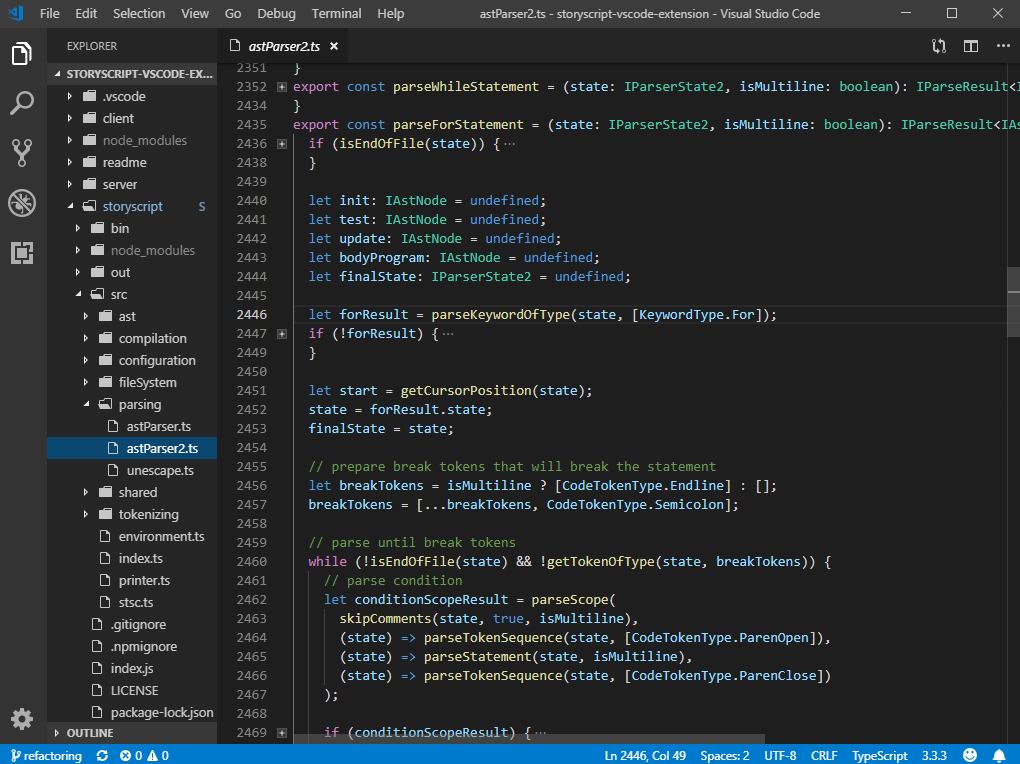 File Edit Selection View Go Debug Terminal Help astParser2.ts - storyscript-vscode-extension - Visual Studio Code
EXPLORER
STORYSCRIPT-VSCODE-EX...
.vscode
client
node_modules
readme
server
storyscript S
bin
node_modules
out
src
ast
compilation
configuration
fileSystem
parsing
astParser.ts
astParser2.ts
unescape.ts
shared
tokenizing
environment.ts
index.ts
printer.ts
stsc.ts
.gitignore
.npmignore
index.js
LICENSE
package-lock.json
OUTLINE
astParser2.ts
2351 }
2352 export const parseWhileStatement = (state: IParserState2, isMultiline: boolean): IParseResult<I
2434 }
2435 export const parseForStatement = (state: IParserState2, isMultiline: boolean): IParseResult<IAs
2436 if (isEndOfFile(state)) { ...
2438 }
2439
2440 let init: IAstNode = undefined;
2441 let test: IAstNode = undefined;
2442 let update: IAstNode = undefined;
2443 let bodyProgram: IAstNode = undefined;
2444 let finalState: IParserState2 = undefined;
2445
2446 let forResult = parseKeywordOfType(state, [KeywordType.For]);
2447 if (!forResult) { ...
2449 }
2450
2451 let start = getCursorPosition(state);
2452 state = forResult.state;
2453 finalState = state;
2454
2455 // prepare break tokens that will break the statement
2456 let breakTokens = isMultiline ? [CodeTokenType.Endline] : [];
2457 breakTokens = [...breakTokens, CodeTokenType.Semicolon];
2458
2459 // parse until break tokens
2460 while (!isEndOfFile(state) && !getTokenOfType(state, breakTokens)) {
2461 // parse condition
2462 let conditionScopeResult = parseScope(
2463 skipComments(state, true, isMultiline),
2464 (state) => parseTokenSequence(state, [CodeTokenType.ParenOpen]),
2465 (state) => parseStatement(state, isMultiline),
2466 (state) => parseTokenSequence(state, [CodeTokenType.ParenClose])
2467 );
2468
2469 if (conditionScopeResult) { ...
refactoring 0 0 Ln 2446, Col 49 Spaces: 2 UTF-8 CRLF TypeScript 3.3.3